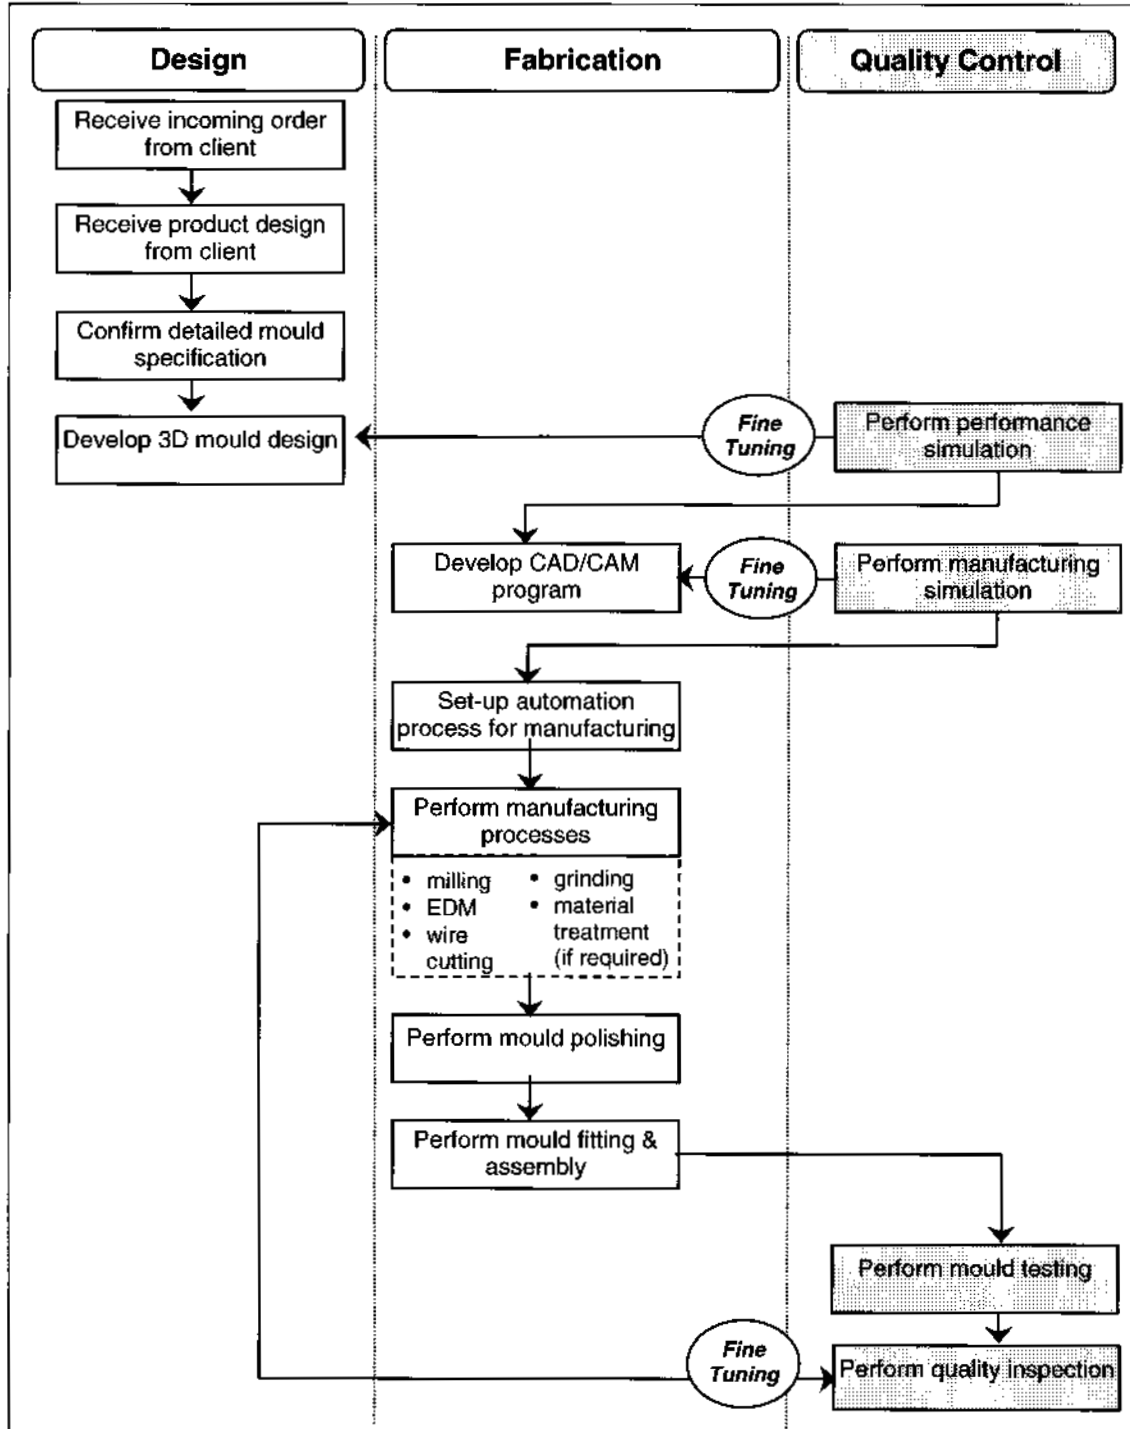 Design
Fabrication
Quality Control
Receive incoming order
from client
Receive product design
from client
Confirm detailed mould
specification
Develop 3D mould design
Fine
Tuning
Perform performance
simulation
Develop CAD/CAM
program
Fine
Tuning
Perform manufacturing
simulation
Set-up automation
process for manufacturing
Perform manufacturing
processes
• milling
• EDM
• wire
cutting
• grinding
• material
treatment
(if required)
Perform mould polishing
Perform mould fitting &
assembly
Perform mould testing
Fine
Tuning
Perform quality inspection